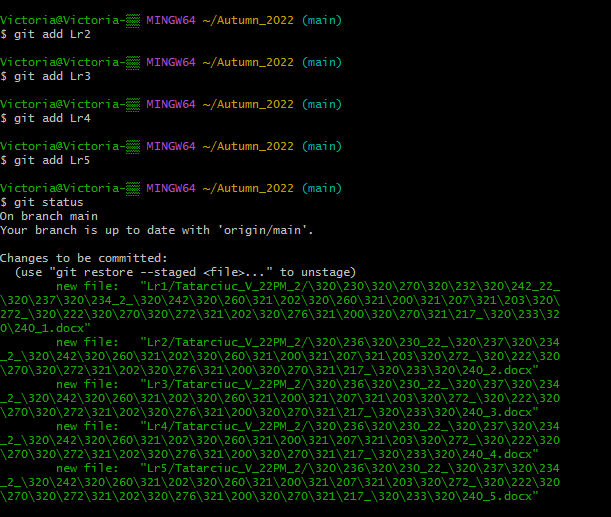 Victoria@Victoria-▒▒ MINGW64 ~/Autumn_2022 (main)
$ git add Lr2
Victoria@Victoria-▒▒ MINGW64 ~/Autumn_2022 (main)
$ git add Lr3
Victoria@Victoria-▒▒ MINGW64 ~/Autumn_2022 (main)
$ git add Lr4
Victoria@Victoria-▒▒ MINGW64 ~/Autumn_2022 (main)
$ git add Lr5
Victoria@Victoria-▒▒ MINGW64 ~/Autumn_2022 (main)
$ git status
On branch main
Your branch is up to date with 'origin/main'.
Changes to be committed:
(use "git restore --staged <file>..." to unstage)
new file:   "Lr1/Tatarciuc_V_22PM_2/\320\230\320\270\320\232\320\242_22_
\320\237\320\234_2_\320\242\320\260\321\202\320\260\321\200\321\207\321\203\320\
272_\320\222\320\270\320\272\321\202\320\276\321\200\320\270\321\217_\320\233\32
0\240_1.docx"
new file:   "Lr2/Tatarciuc_V_22PM_2/\320\236\320\230_22_\320\237\320\234
_2_\320\242\320\260\321\202\320\260\321\200\321\207\321\203\320\272_\320\222\320
\270\320\272\321\202\320\276\321\200\320\270\321\217_\320\233\320\240_2.docx"
new file:   "Lr3/Tatarciuc_V_22PM_2/\320\236\320\230_22_\320\237\320\234
_2_\320\242\320\260\321\202\320\260\321\200\321\207\321\203\320\272_\320\222\320
\270\320\272\321\202\320\276\321\200\320\270\321\217_\320\233\320\240_3.docx"
new file:   "Lr4/Tatarciuc_V_22PM_2/\320\236\320\230_22_\320\237\320\234
_2_\320\242\320\260\321\202\320\260\321\200\321\207\321\203\320\272_\320\222\320
\270\320\272\321\202\320\276\321\200\320\270\321\217_\320\233\320\240_4.docx"
new file:   "Lr5/Tatarciuc_V_22PM_2/\320\236\320\230_22_\320\237\320\234
_2_\320\242\320\260\321\202\320\260\321\200\321\207\321\203\320\272_\320\222\320
\270\320\272\321\202\320\276\321\200\320\270\321\217_\320\233\320\240_5.docx"